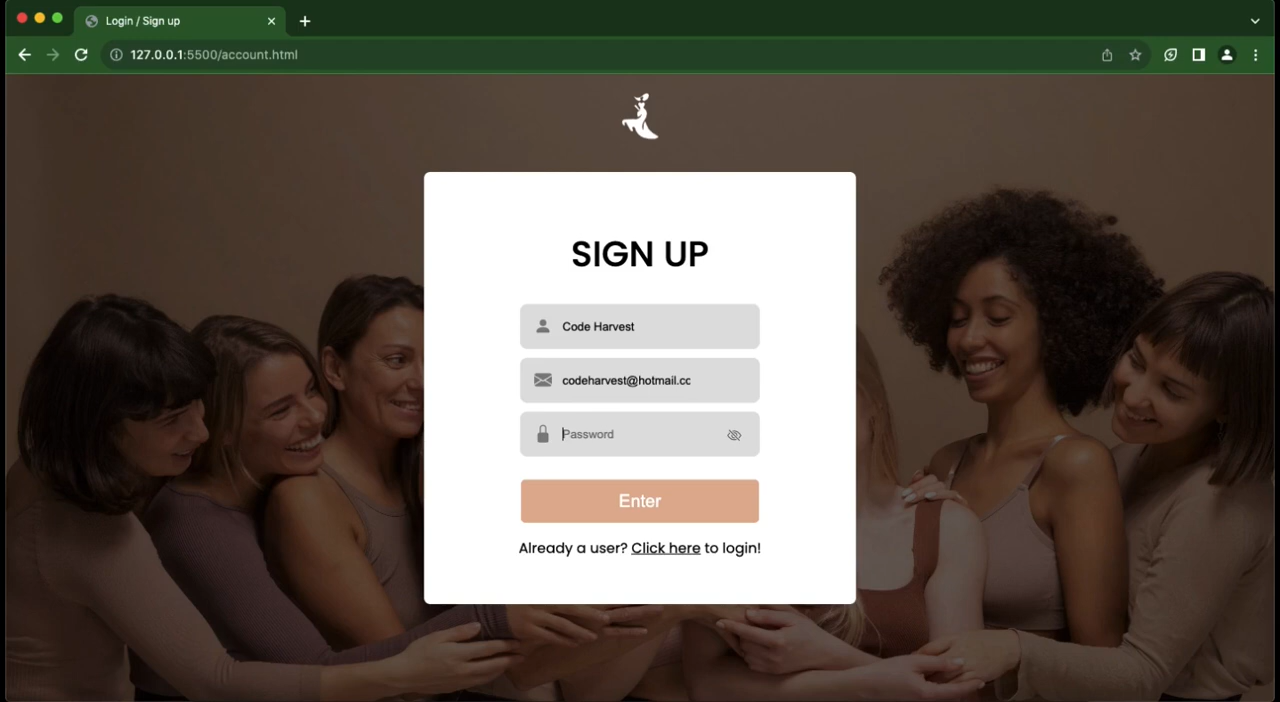 Login / Sign up
127.0.0.1:5500/account.html
SIGN UP
Code Harvest
codeharvest@hotmail.cc
Password
Enter
Already a user? Click here to login!